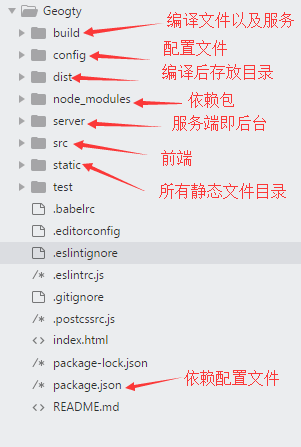 Geogty
build 编译文件以及服务
config 配置文件
dist 编译后存放目录
node_modules 依赖包
server 服务端即后台
src 前端
static
test 所有静态文件目录
.babelrc
.editorconfig
.eslintignore
/* .eslintrc.js
.gitignore
/* .postcssrc.js
<> index.html
/* package-lock.json
/* package.json 依赖配置文件
<> README.md